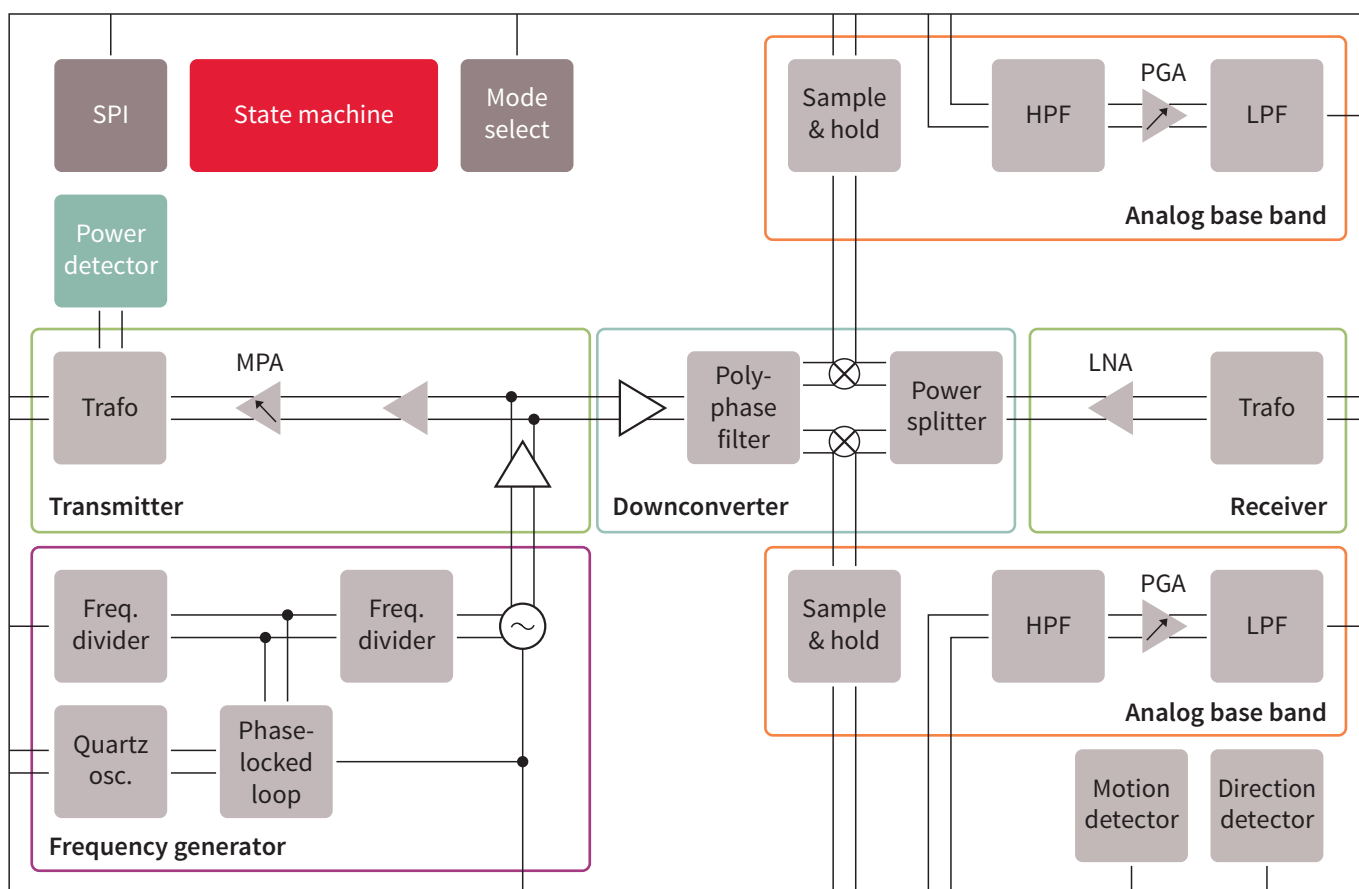 SPI
State machine
Mode
select
Sample
& hold
HPF
PGA
LPF
Analog base band
Power
detector
Trafo
MPA
Transmitter
Poly-
phase
filter
Power
splitter
Downconverter
LNA
Trafo
Receiver
Freq.
divider
Freq.
divider
Quartz
osc.
Phase-
locked
loop
Frequency generator
Sample
& hold
HPF
PGA
LPF
Analog base band
Motion
detector
Direction
detector